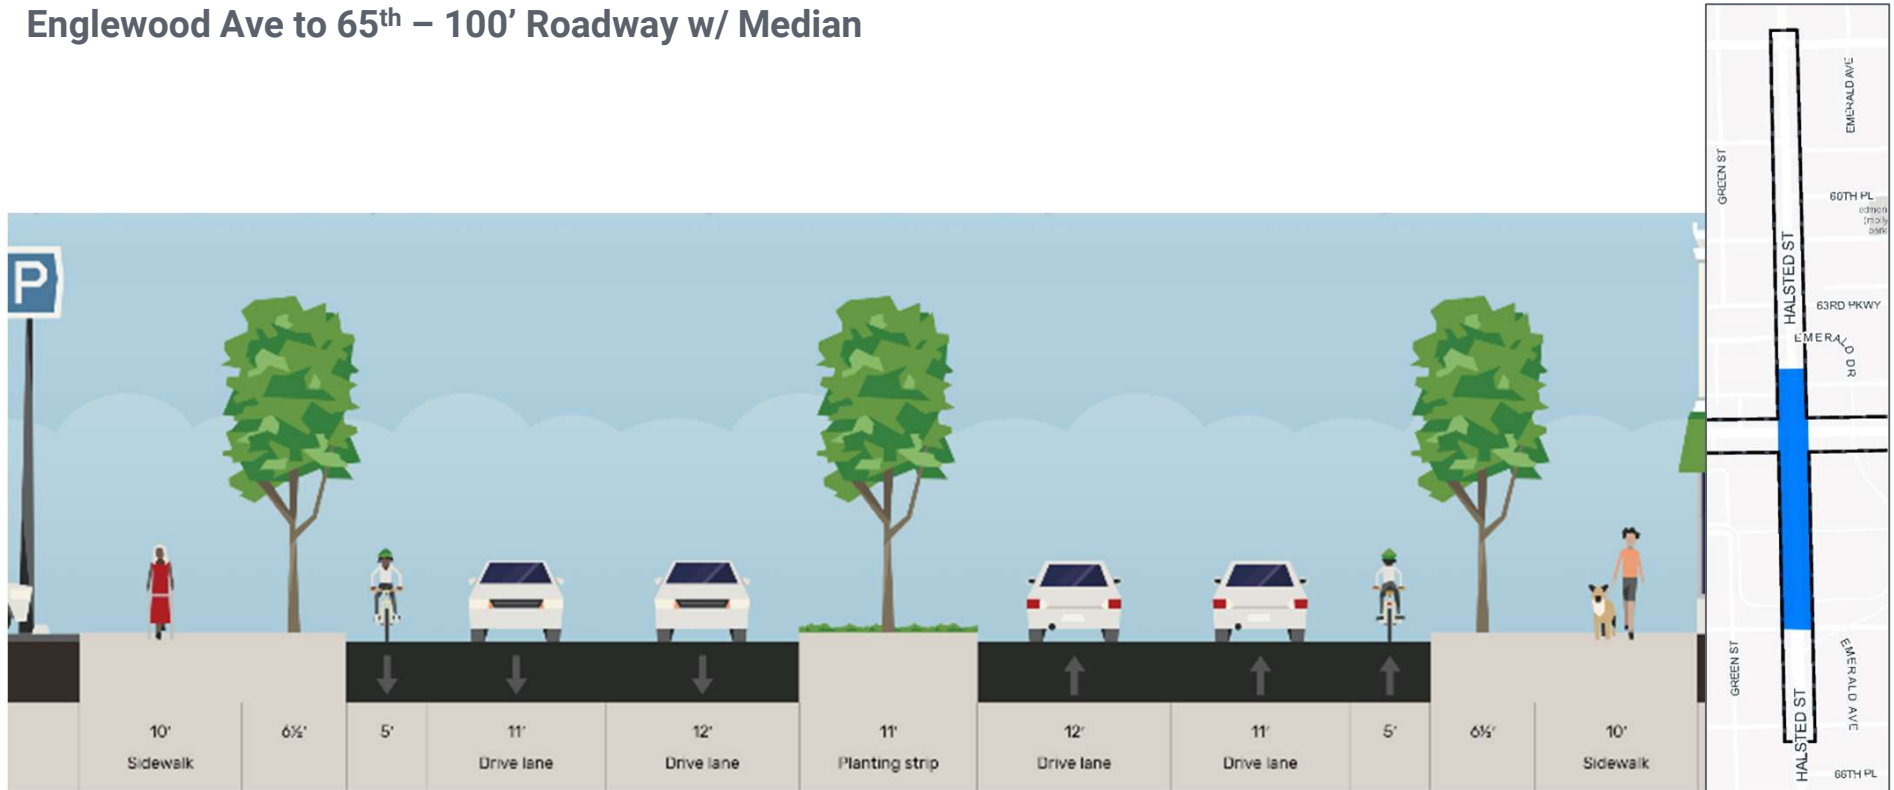 Englewood Ave to 65th – 100’ Roadway w/ Median
P
10' 6½' 5' 11' 12' 11' 12' 11' 5' 6½' 10'
Sidewalk Drive lane Drive lane Planting strip Drive lane Drive lane Sidewalk
EMERALD AVE
GREEN ST
60TH PL
park
HALSTED ST
63RD PKWY
EMERALD DR
GREEN ST
EMERALD AVE
HALSTED ST
66TH PL